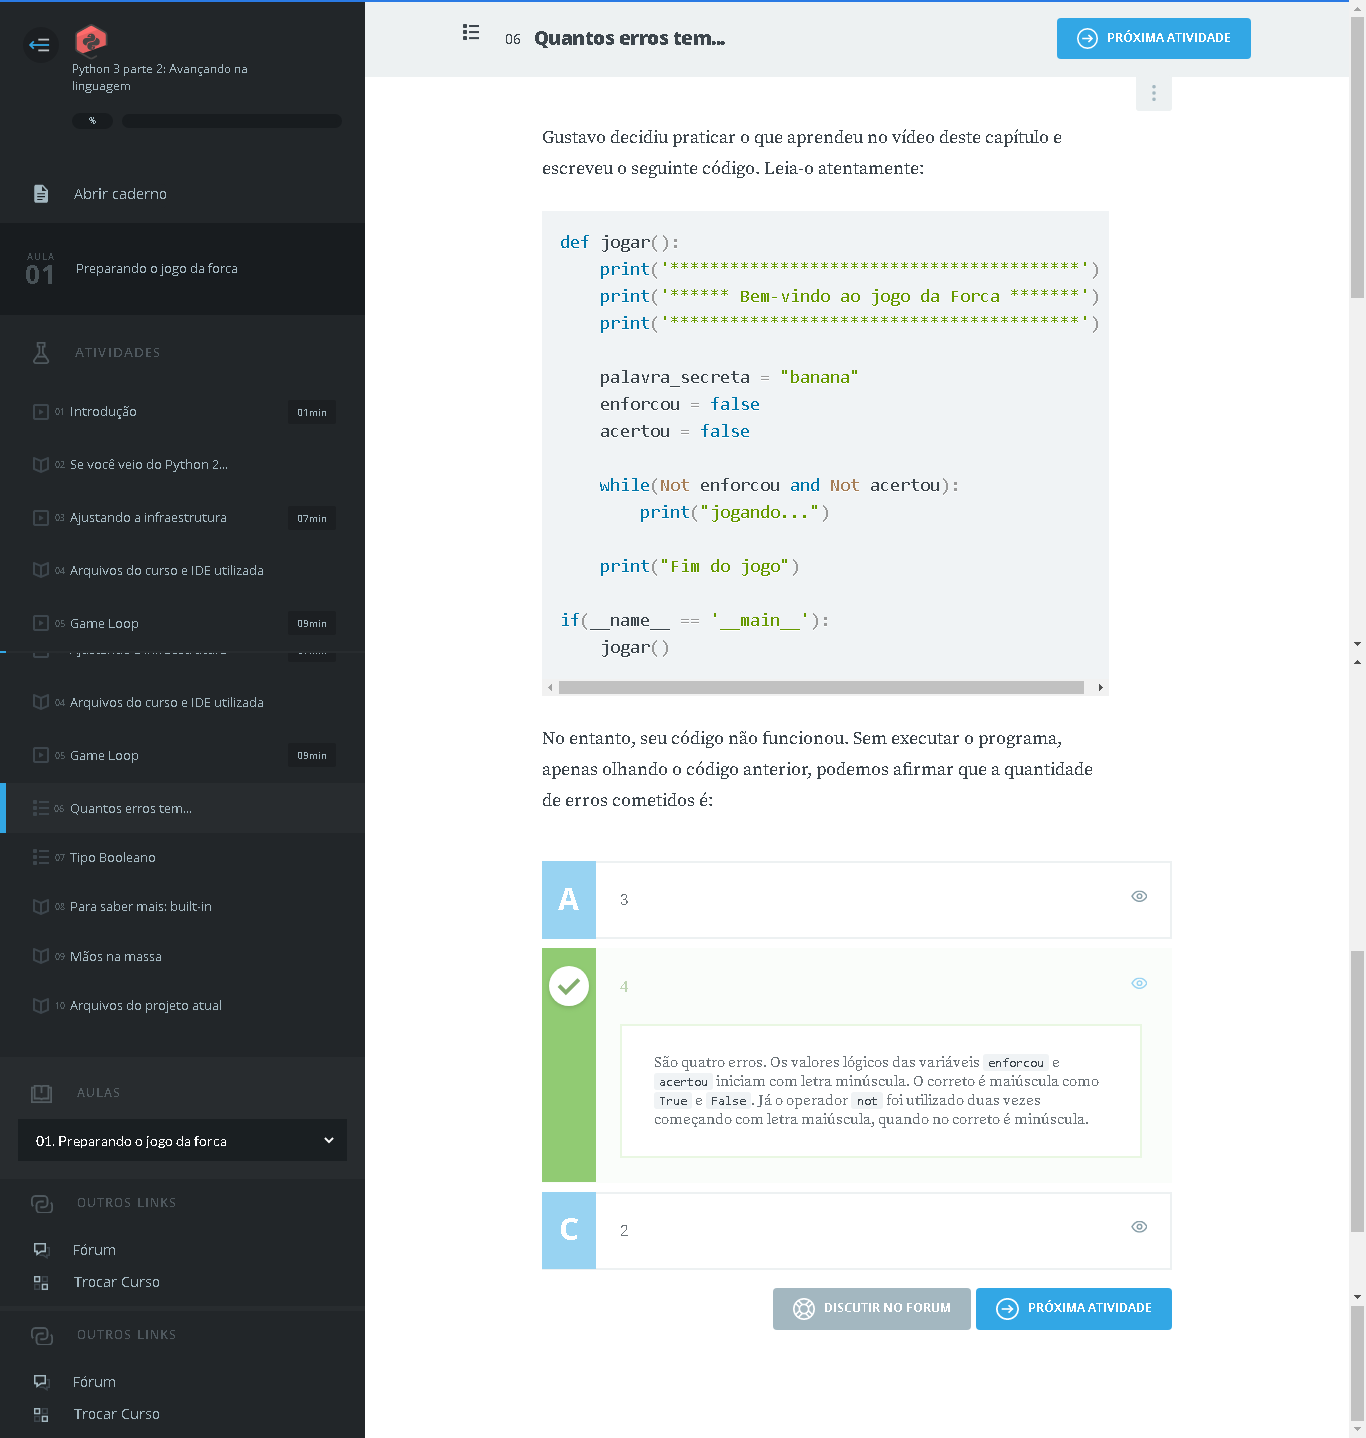 Python 3 parte 2: Avançando na
linguagem
%
Abrir caderno
AULA
01
Preparando o jogo da forca
ATIVIDADES
01 Introdução 01min
02 Se você veio do Python 2...
03 Ajustando a infraestrutura 07min
04 Arquivos do curso e IDE utilizada
05 Game Loop 09min
04 Arquivos do curso e IDE utilizada
05 Game Loop 09min
06 Quantos erros tem...
07 Tipo Booleano
08 Para saber mais: built-in
09 Mãos na massa
10 Arquivos do projeto atual
AULAS
01. Preparando o jogo da forca
OUTROS LINKS
Fórum
Trocar Curso
OUTROS LINKS
Fórum
Trocar Curso
06 Quantos erros tem...
PRÓXIMA ATIVIDADE
Gustavo decidiu praticar o que aprendeu no vídeo deste capítulo e
escreveu o seguinte código. Leia-o atentamente:
def jogar():
    print('*****************************************')
    print('****** Bem-vindo ao jogo da Forca *******')
    print('*****************************************')
    palavra_secreta = "banana"
    enforcou = false
    acertou = false
    while(Not enforcou and Not acertou):
        print("jogando...")
    print("Fim do jogo")
if(__name__ == '__main__'):
    jogar()
No entanto, seu código não funcionou. Sem executar o programa,
apenas olhando o código anterior, podemos afirmar que a quantidade
de erros cometidos é:
A 3
4
São quatro erros. Os valores lógicos das variáveis enforcou e
acertou iniciam com letra minúscula. O correto é maiúscula como
True e False. Já o operador not foi utilizado duas vezes
começando com letra maiúscula, quando no correto é minúscula.
C 2
DISCUTIR NO FORUM
PRÓXIMA ATIVIDADE